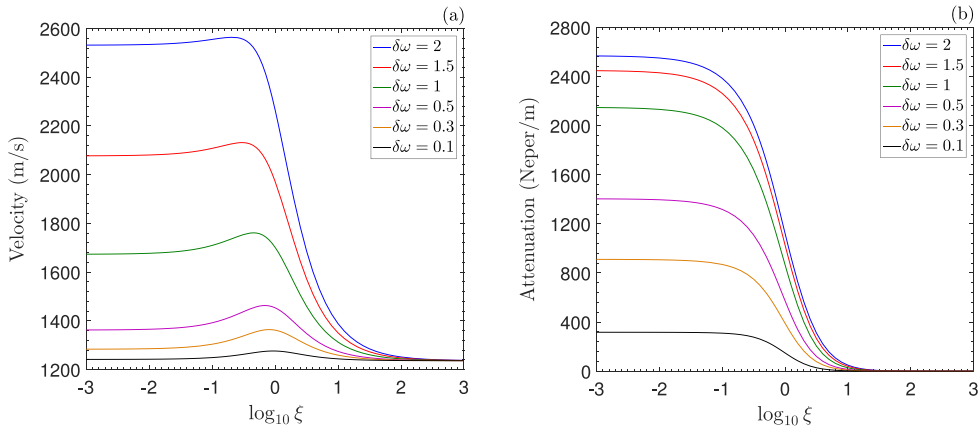 (a)
2600
2400
2200
2000
1800
1600
1400
1200
Velocity (m/s)
δω = 2
δω = 1.5
δω = 1
δω = 0.5
δω = 0.3
δω = 0.1
-3 -2 -1 0 1 2 3
log₁₀ ξ
(b)
2800
2400
2000
1600
1200
800
400
0
Attenuation (Neper/m)
δω = 2
δω = 1.5
δω = 1
δω = 0.5
δω = 0.3
δω = 0.1
-3 -2 -1 0 1 2 3
log₁₀ ξ